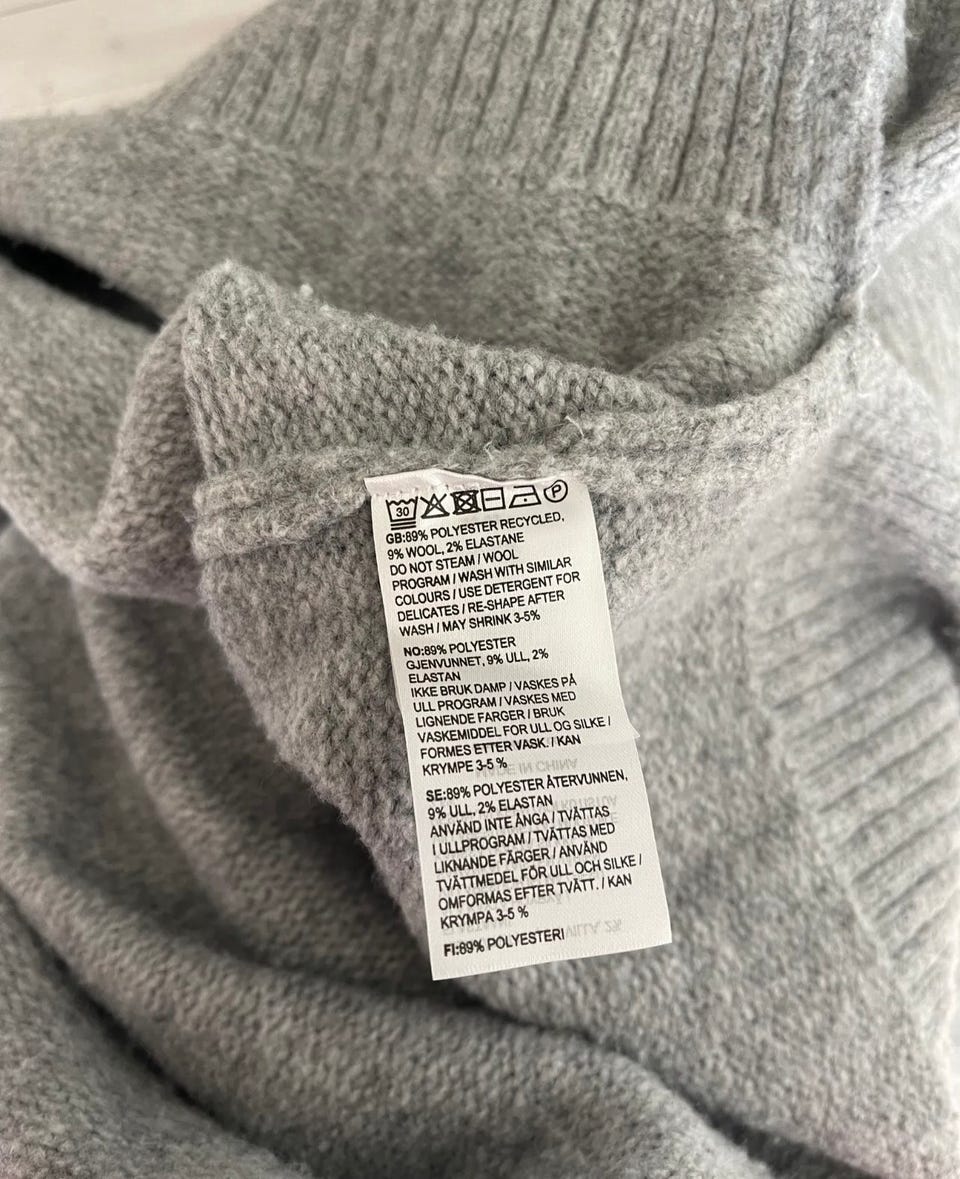 30 P
GB:89% POLYESTER RECYCLED,
9% WOOL, 2% ELASTANE
DO NOT STEAM / WOOL
PROGRAM / WASH WITH SIMILAR
COLOURS / USE DETERGENT FOR
DELICATES / RE-SHAPE AFTER
WASH / MAY SHRINK 3-5%
NO:89% POLYESTER
GJENVUNNET, 9% ULL, 2%
ELASTAN
IKKE BRUK DAMP / VASKES PÅ
ULL PROGRAM / VASKES MED
LIGNENDE FARGER / BRUK
VASKEMIDDEL FOR ULL OG SILKE /
FORMES ETTER VASK. / KAN
KRYMPE 3-5 %
MADE IN CHINA
SE:89% POLYESTER ÅTERVUNNEN,
9% ULL, 2% ELASTAN
ANVÄND INTE ÅNGA / TVÄTTAS
I ULLPROGRAM / TVÄTTAS MED
LIKNANDE FÄRGER / ANVÄND
TVÄTTMEDEL FÖR ULL OCH SILKE /
OMFORMAS EFTER TVÄTT. / KAN
KRYMPA 3-5 %
FI:89% POLYESTERI